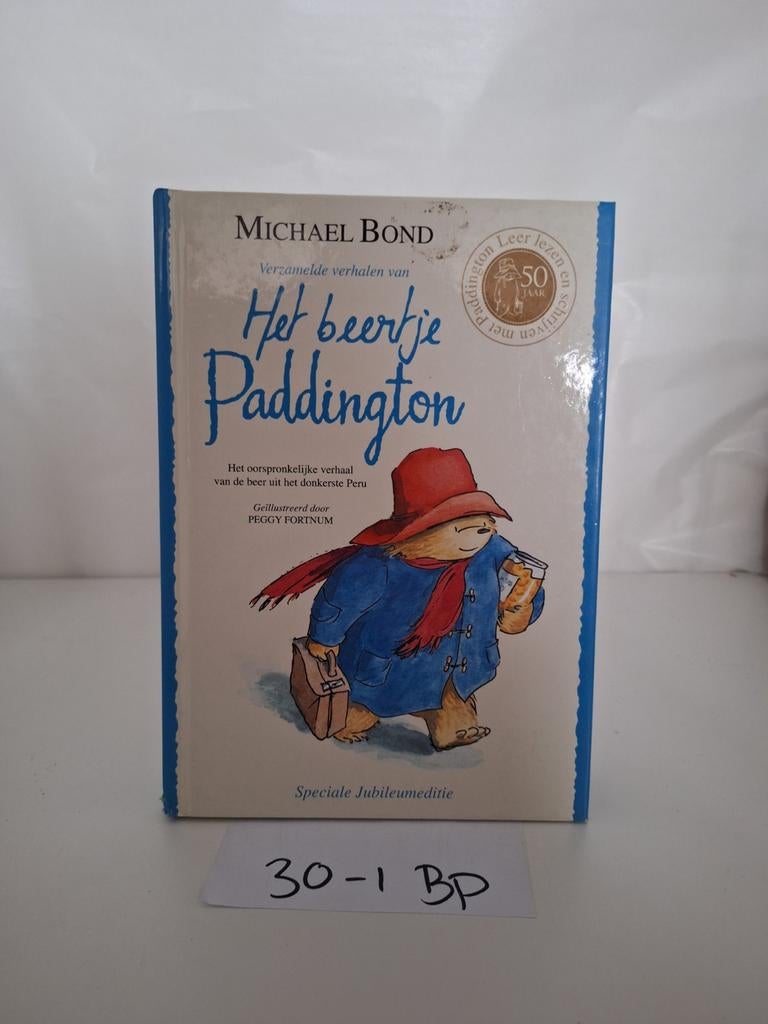 MICHAEL BOND
Verzamelde verhalen van
Het beertje
Paddington
Leer lezen en schrijven met Paddington
50
JAAR
Het oorspronkelijke verhaal
van de beer uit het donkerste Peru
Geïllustreerd door
PEGGY FORTNUM
Speciale Jubileumeditie
30-1 BP